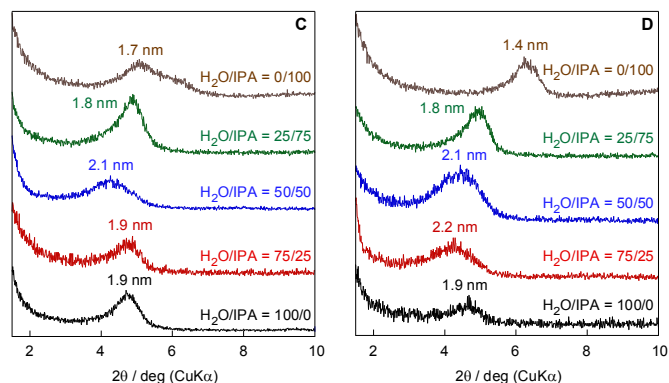 C
1.7 nm
H₂O/IPA = 0/100
1.8 nm
H₂O/IPA = 25/75
2.1 nm
H₂O/IPA = 50/50
1.9 nm
H₂O/IPA = 75/25
1.9 nm
H₂O/IPA = 100/0
2 4 6 8 10
2θ / deg (CuKα)
D
1.4 nm
H₂O/IPA = 0/100
1.8 nm
H₂O/IPA = 25/75
2.1 nm
H₂O/IPA = 50/50
2.2 nm
H₂O/IPA = 75/25
1.9 nm
H₂O/IPA = 100/0
2 4 6 8 10
2θ / deg (CuKα)